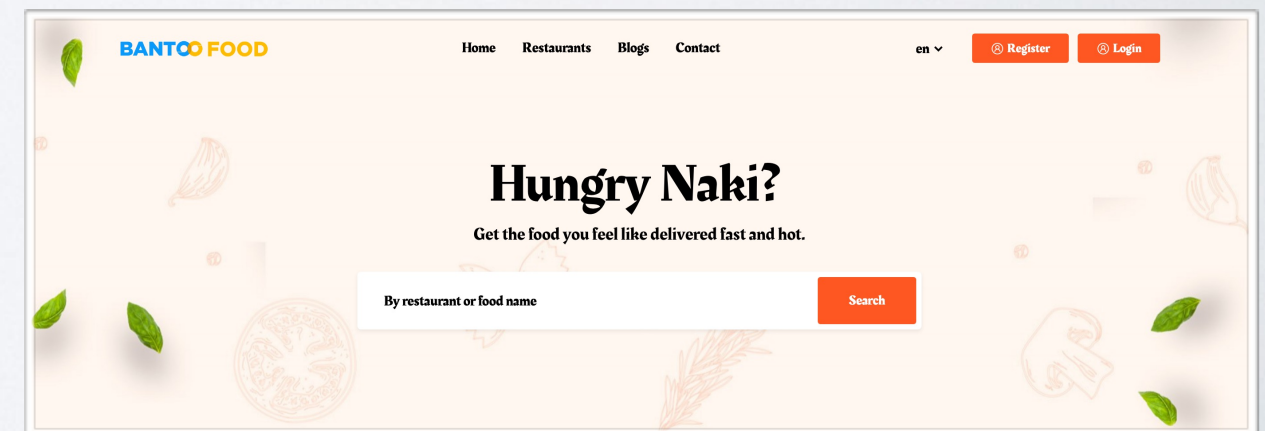 BANTOO FOOD
Home Restaurants Blogs Contact
en
Register
Login
Hungry Naki?
Get the food you feel like delivered fast and hot.
By restaurant or food name
Search